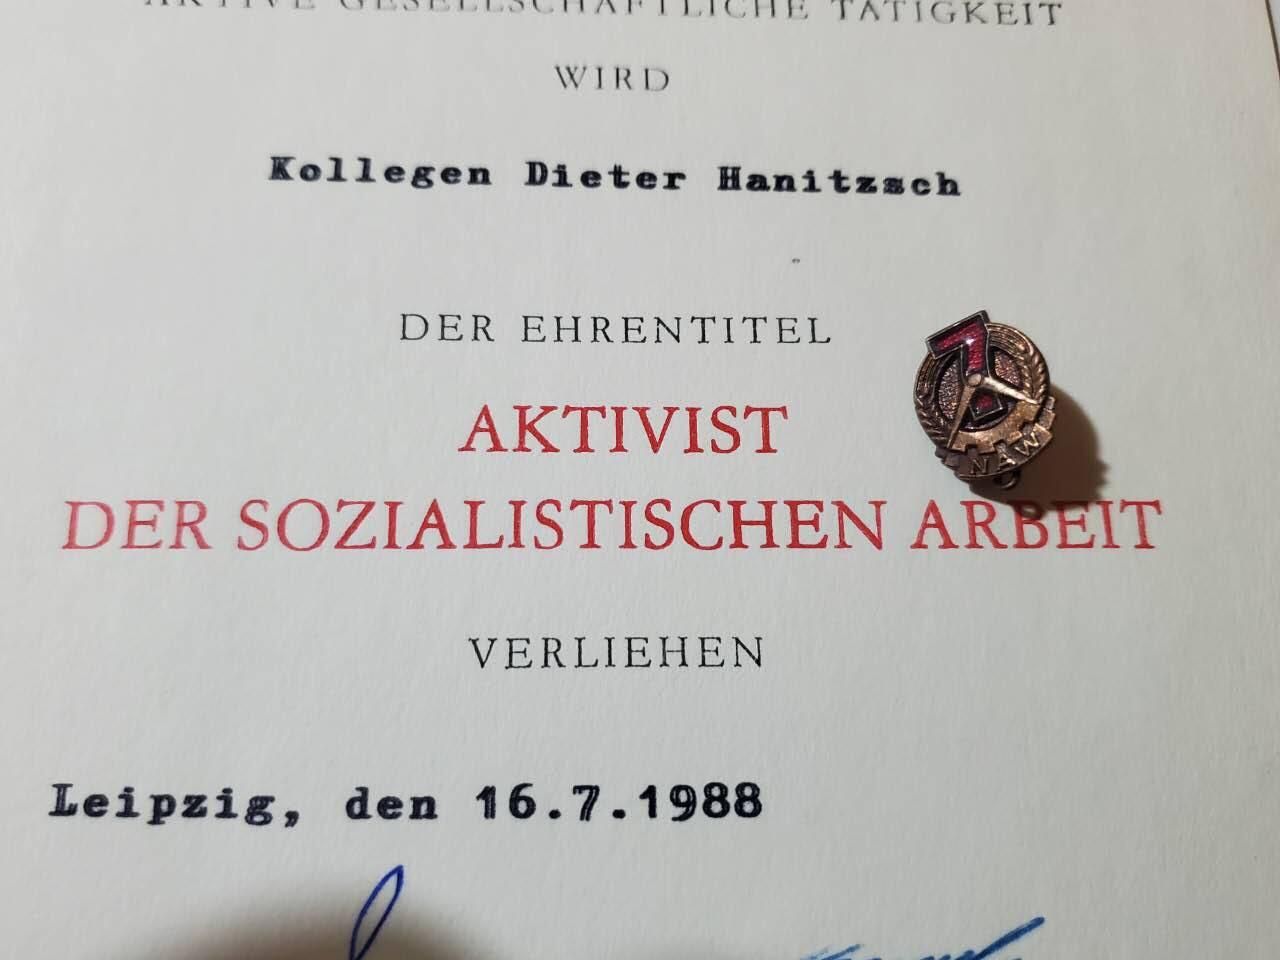 AKTIVE GESELLSCHAFTLICHE TÄTIGKEIT
WIRD
Kollegen Dieter Hanitzsch
DER EHRENTITEL
AKTIVIST
DER SOZIALISTISCHEN ARBEIT
7
NAW
VERLIEHEN
Leipzig, den 16.7.1988